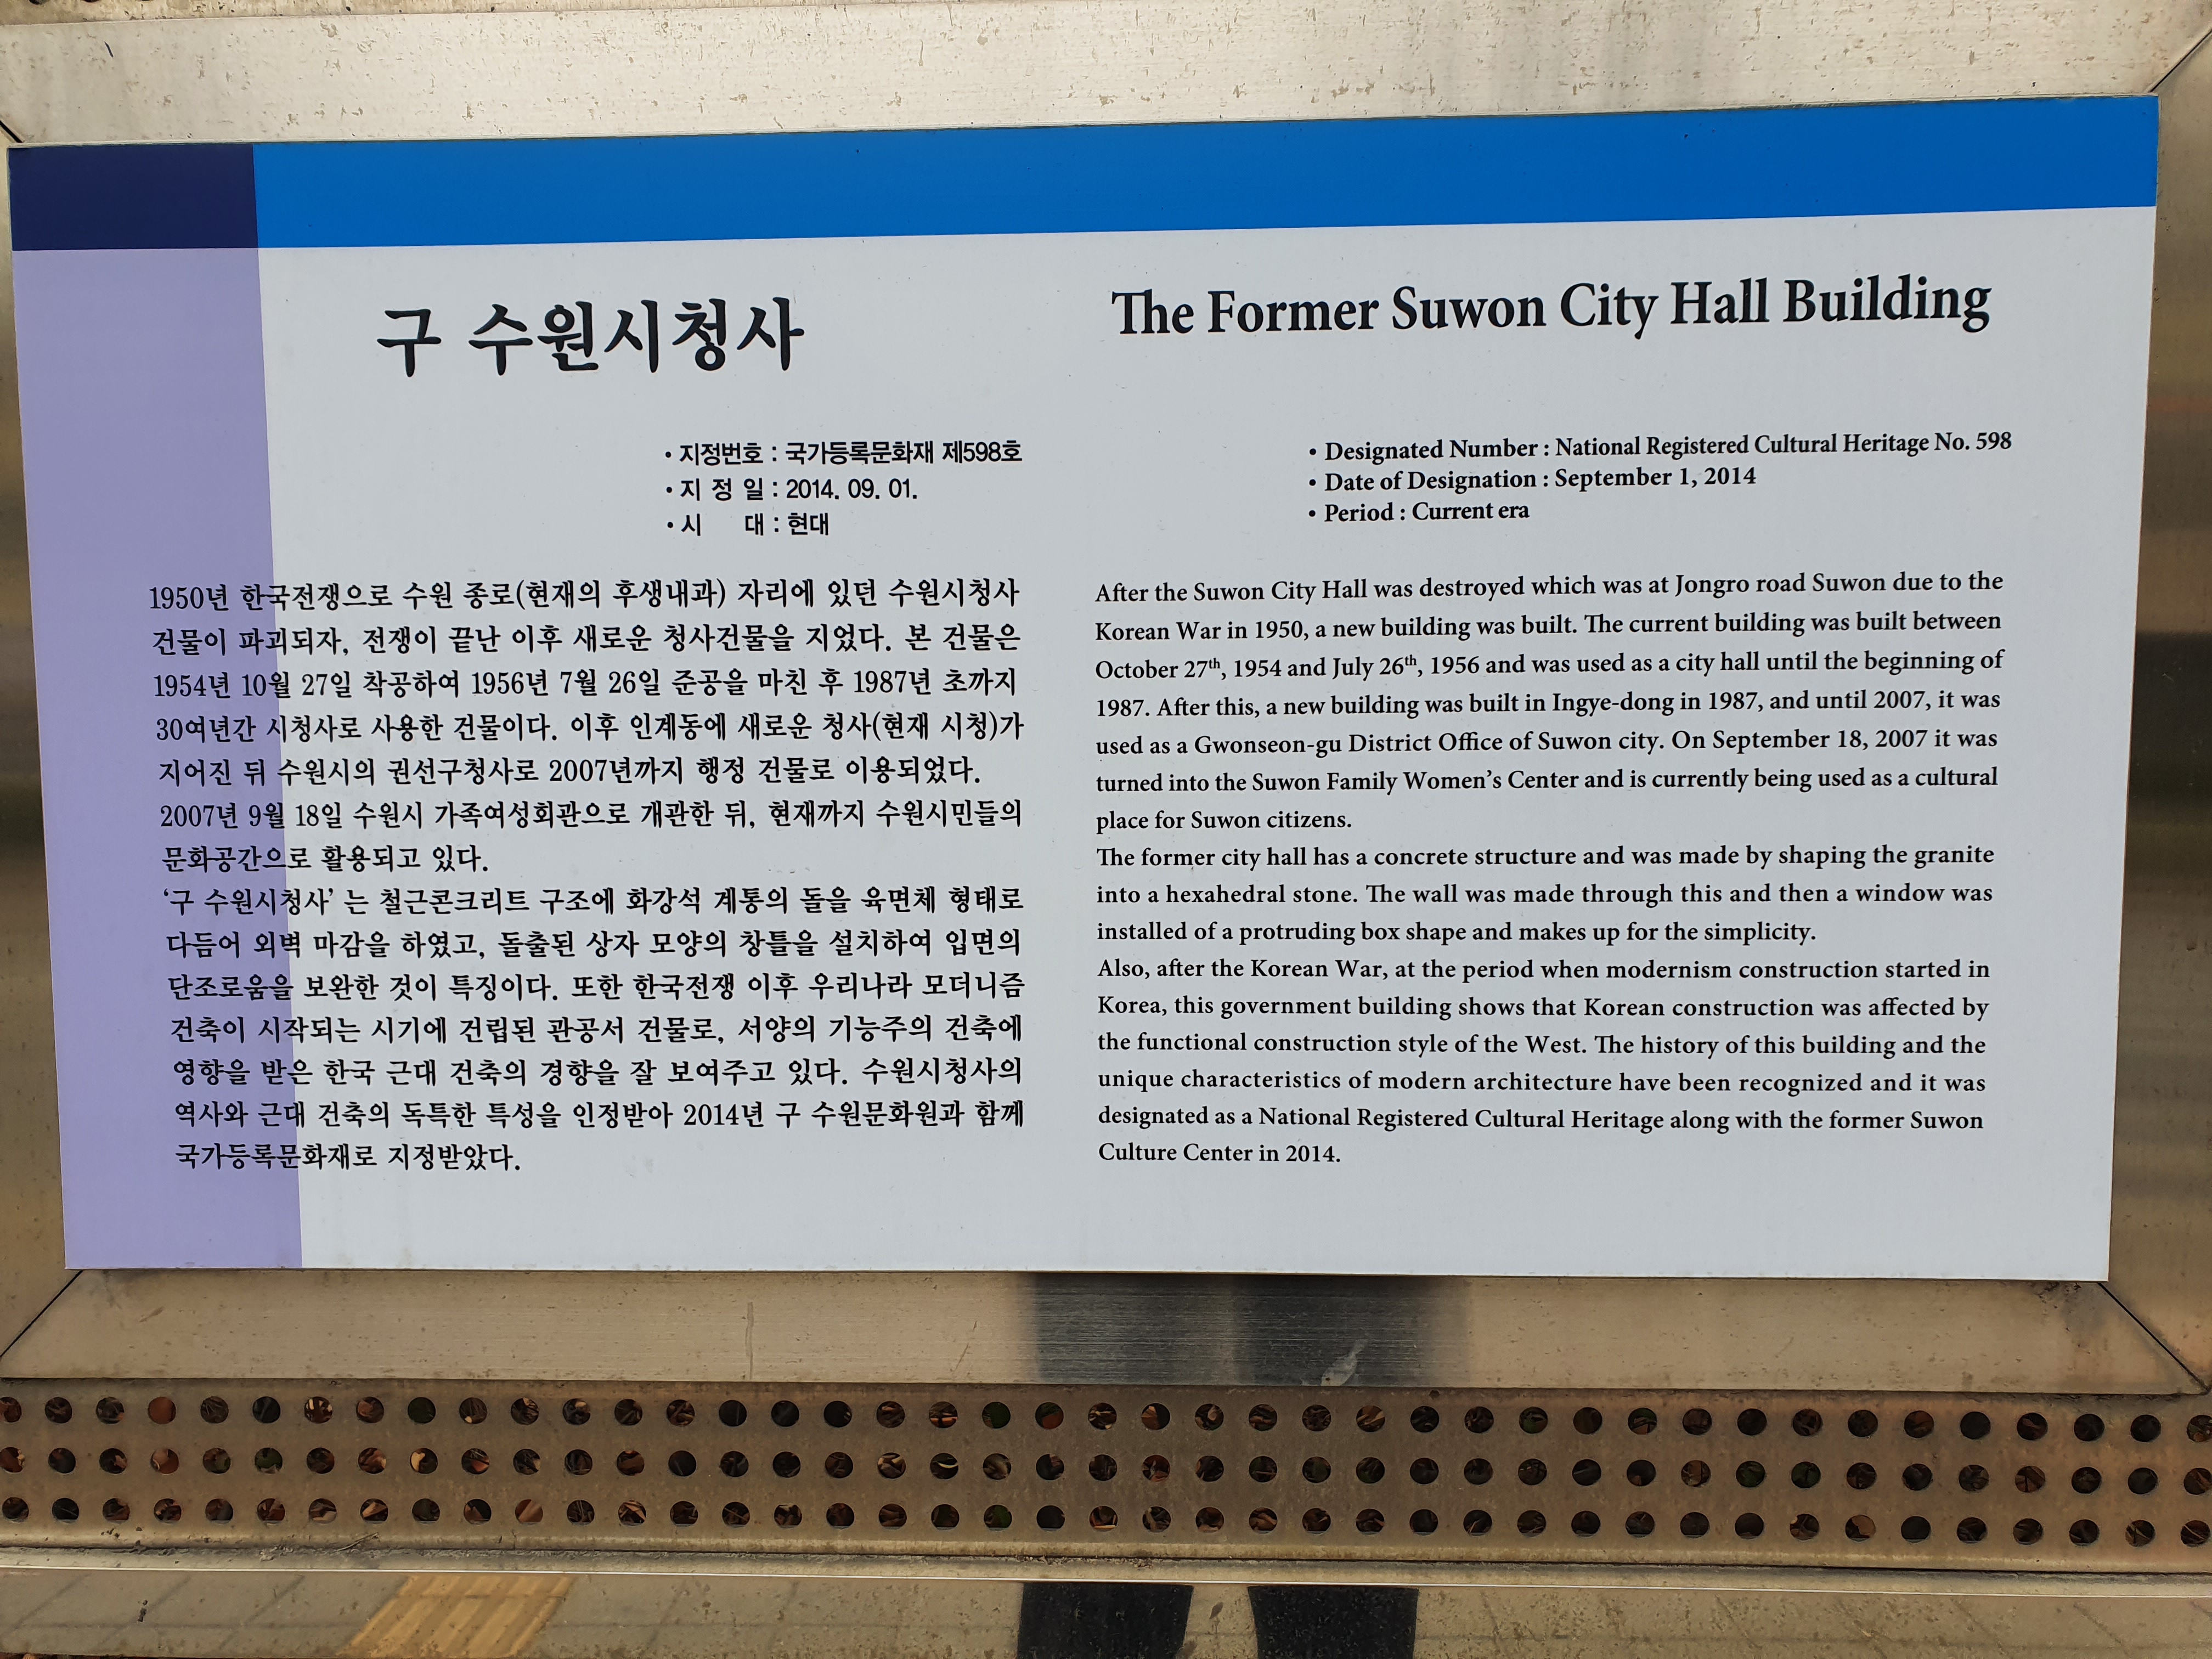 구 수원시청사
• 지정번호 : 국가등록문화재 제598호
• 지 정 일 : 2014. 09. 01.
• 시 대 : 현대
1950년 한국전쟁으로 수원 종로(현재의 후생내과) 자리에 있던 수원시청사
건물이 파괴되자, 전쟁이 끝난 이후 새로운 청사건물을 지었다. 본 건물은
1954년 10월 27일 착공하여 1956년 7월 26일 준공을 마친 후 1987년 초까지
30여년간 시청사로 사용한 건물이다. 이후 인계동에 새로운 청사(현재 시청)가
지어진 뒤 수원시의 권선구청사로 2007년까지 행정 건물로 이용되었다.
2007년 9월 18일 수원시 가족여성회관으로 개관한 뒤, 현재까지 수원시민들의
문화공간으로 활용되고 있다.
‘구 수원시청사’ 는 철근콘크리트 구조에 화강석 계통의 돌을 육면체 형태로
다듬어 외벽 마감을 하였고, 돌출된 상자 모양의 창틀을 설치하여 입면의
단조로움을 보완한 것이 특징이다. 또한 한국전쟁 이후 우리나라 모더니즘
건축이 시작되는 시기에 건립된 관공서 건물로, 서양의 기능주의 건축에
영향을 받은 한국 근대 건축의 경향을 잘 보여주고 있다. 수원시청사의
역사와 근대 건축의 독특한 특성을 인정받아 2014년 구 수원문화원과 함께
국가등록문화재로 지정받았다.
The Former Suwon City Hall Building
• Designated Number : National Registered Cultural Heritage No. 598
• Date of Designation : September 1, 2014
• Period : Current era
After the Suwon City Hall was destroyed which was at Jongro road Suwon due to the
Korean War in 1950, a new building was built. The current building was built between
October 27th, 1954 and July 26th, 1956 and was used as a city hall until the beginning of
1987. After this, a new building was built in Ingye-dong in 1987, and until 2007, it was
used as a Gwonseon-gu District Office of Suwon city. On September 18, 2007 it was
turned into the Suwon Family Women’s Center and is currently being used as a cultural
place for Suwon citizens.
The former city hall has a concrete structure and was made by shaping the granite
into a hexahedral stone. The wall was made through this and then a window was
installed of a protruding box shape and makes up for the simplicity.
Also, after the Korean War, at the period when modernism construction started in
Korea, this government building shows that Korean construction was affected by
the functional construction style of the West. The history of this building and the
unique characteristics of modern architecture have been recognized and it was
designated as a National Registered Cultural Heritage along with the former Suwon
Culture Center in 2014.